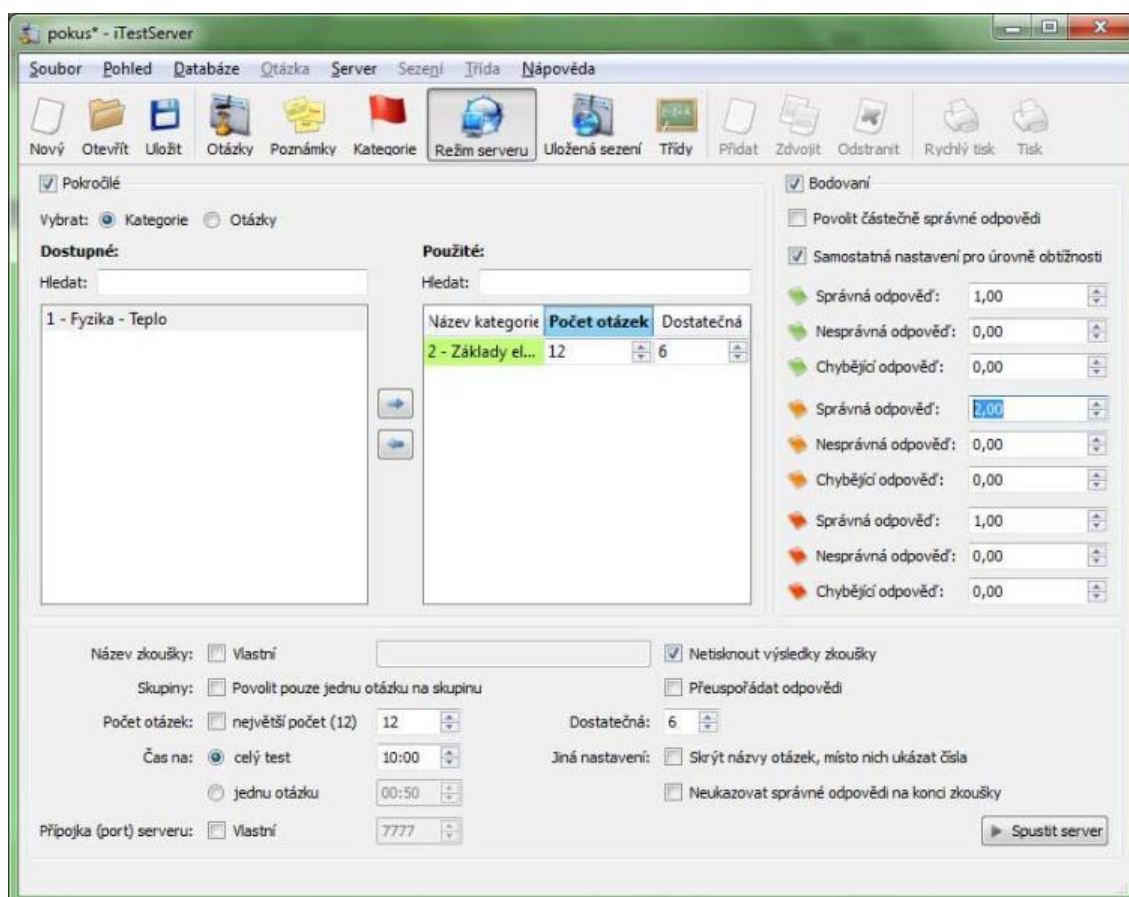 pokus* - iTestServer
Soubor Pohled Databáze Otázka Server Sezení Třída Nápověda
Nový Otevřít Uložit Otázky Poznámky Kategorie Režim serveru Uložená sezení Třídy Přidat Zdvojit Odstranit Rychlý tisk Tisk
Pokročilé
Vybrat: Kategorie Otázky
Dostupné:
Hledat:
1 - Fyzika - Teplo
Použité:
Hledat:
Název kategorie Počet otázek Dostatečná
2 - Základy el... 12 6
Bodovaní
Povolit částečně správné odpovědi
Samostatná nastavení pro úrovně obtížnosti
Správná odpověď: 1,00
Nesprávná odpověď: 0,00
Chybějící odpověď: 0,00
Správná odpověď: 2,00
Nesprávná odpověď: 0,00
Chybějící odpověď: 0,00
Správná odpověď: 1,00
Nesprávná odpověď: 0,00
Chybějící odpověď: 0,00
Název zkoušky: Vlastní Netisknout výsledky zkoušky
Skupiny: Povolit pouze jednu otázku na skupinu Přeuspořádat odpovědi
Počet otázek: největší počet (12) 12 Dostatečná: 6
Čas na: celý test 10:00 Jiná nastavení: Skrýt názvy otázek, místo nich ukázat čísla
jednu otázku 00:50 Neukazovat správné odpovědi na konci zkoušky
Přípojka (port) serveru: Vlastní 7777 Spustit server